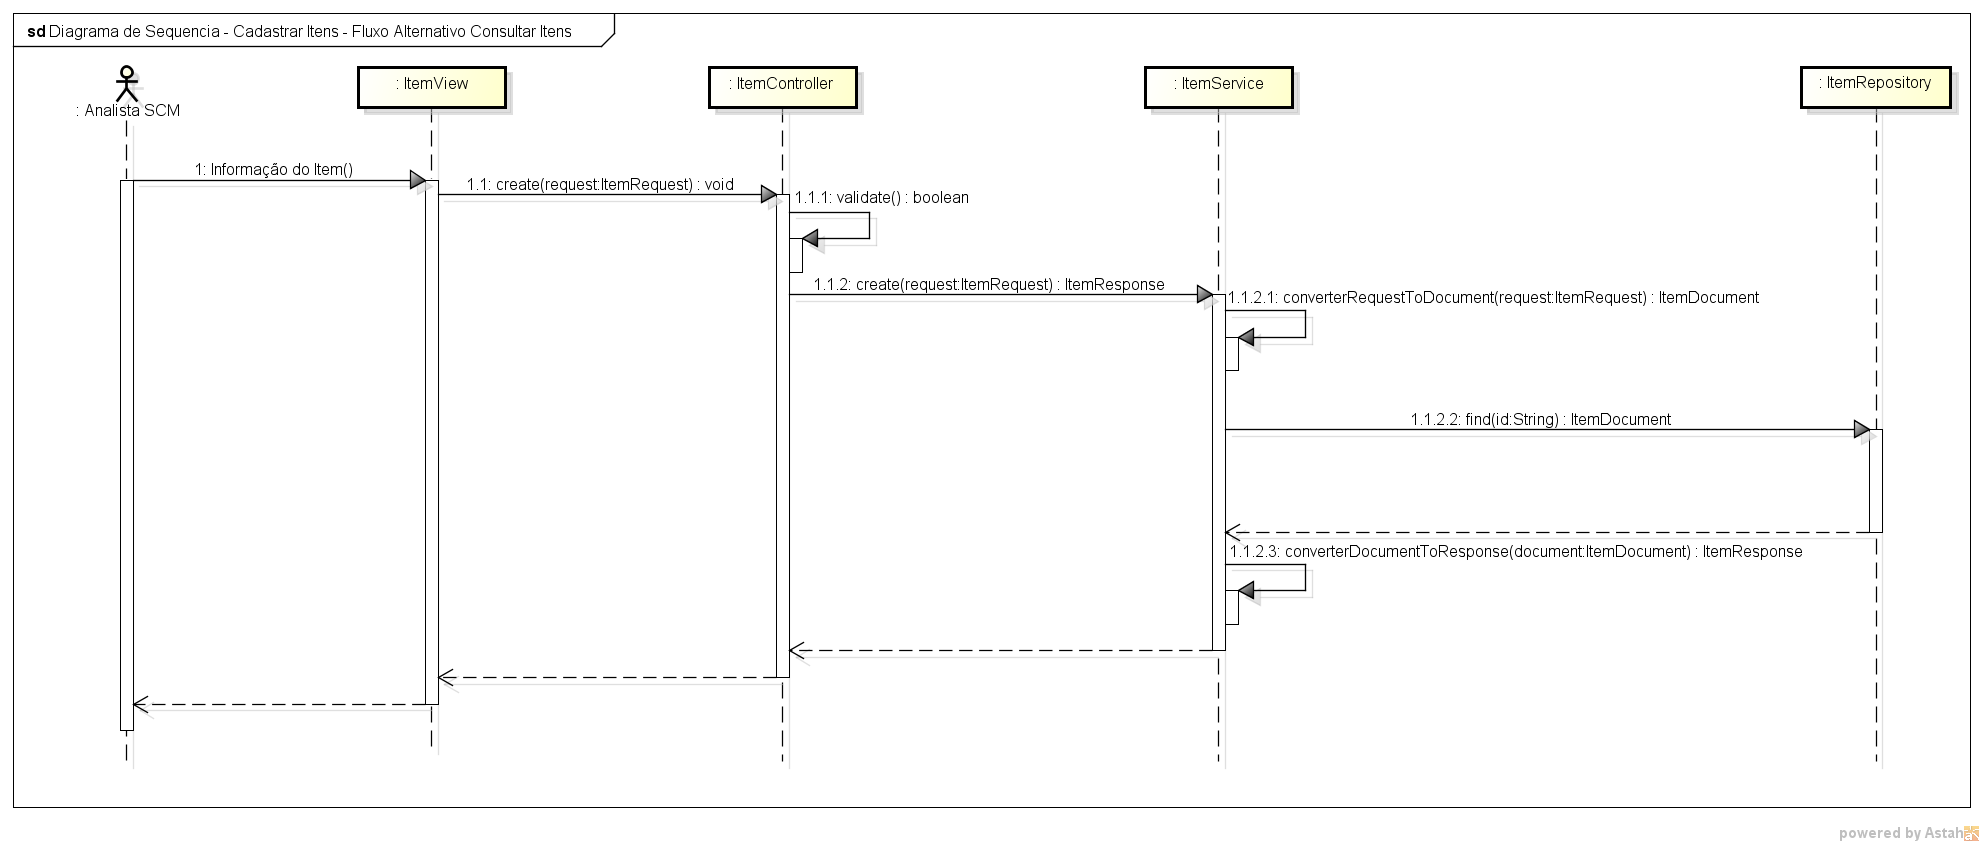 sd Diagrama de Sequencia - Cadastrar Itens - Fluxo Alternativo Consultar Itens
: Analista SCM
: ItemView
: ItemController
: ItemService
: ItemRepository
1: Informação do Item()
1.1: create(request:ItemRequest) : void
1.1.1: validate() : boolean
1.1.2: create(request:ItemRequest) : ItemResponse
1.1.2.1: converterRequestToDocument(request:ItemRequest) : ItemDocument
1.1.2.2: find(id:String) : ItemDocument
1.1.2.3: converterDocumentToResponse(document:ItemDocument) : ItemResponse
powered by Astah